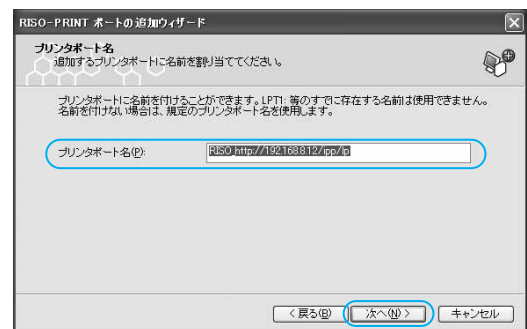 RISO-PRINT ポートの追加ウィザード
プリンタポート名
追加するプリンタポートに名前を割り当ててください。
プリンタポートに名前を付けることができます。LPT1: 等のすでに存在する名前は使用できません。
名前を付けない場合は、規定のプリンタポート名を使用します。
プリンタポート名(P):
RISO_http://192.168.8.12/ipp/lp
< 戻る(B)
次へ(N) >
キャンセル